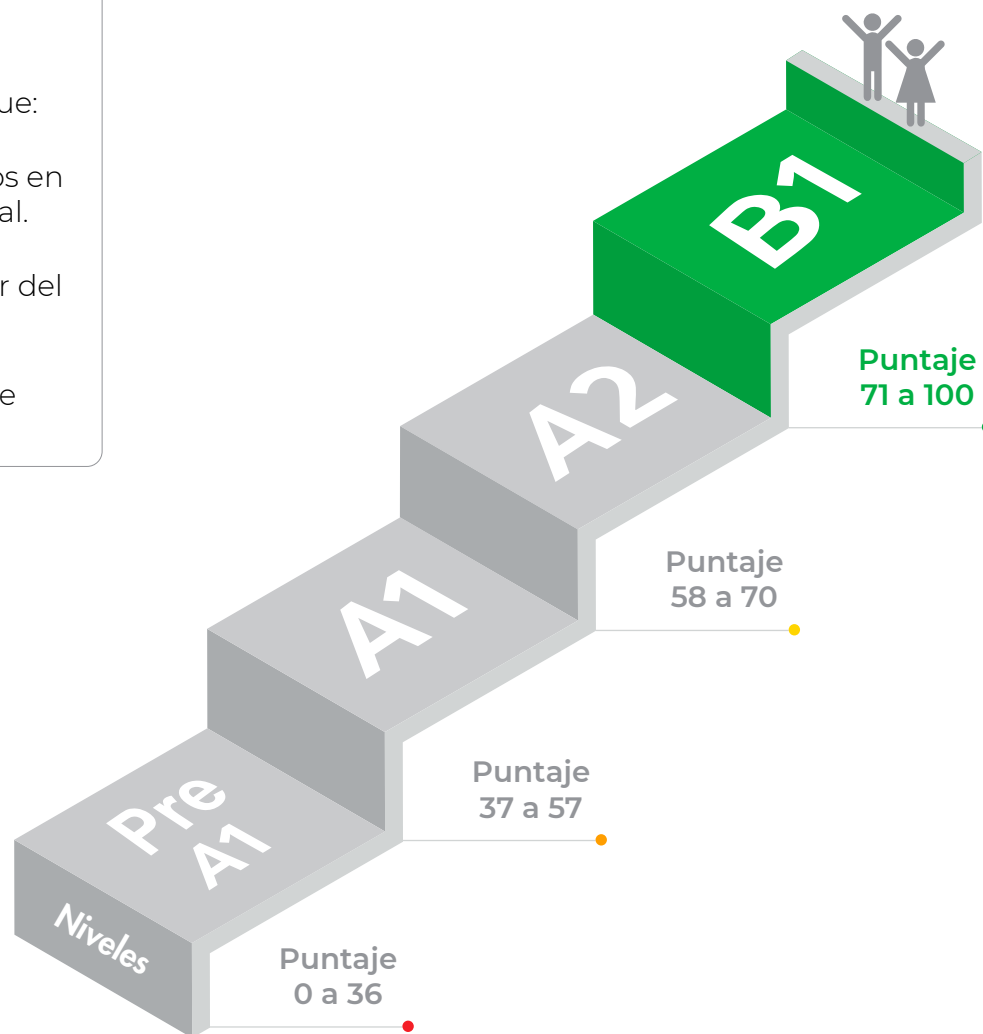 ue:
os en
al.
r del
e
B1
Puntaje
71 a 100
A2
Puntaje
58 a 70
A1
Puntaje
37 a 57
Pre
A1
Niveles
Puntaje
0 a 36